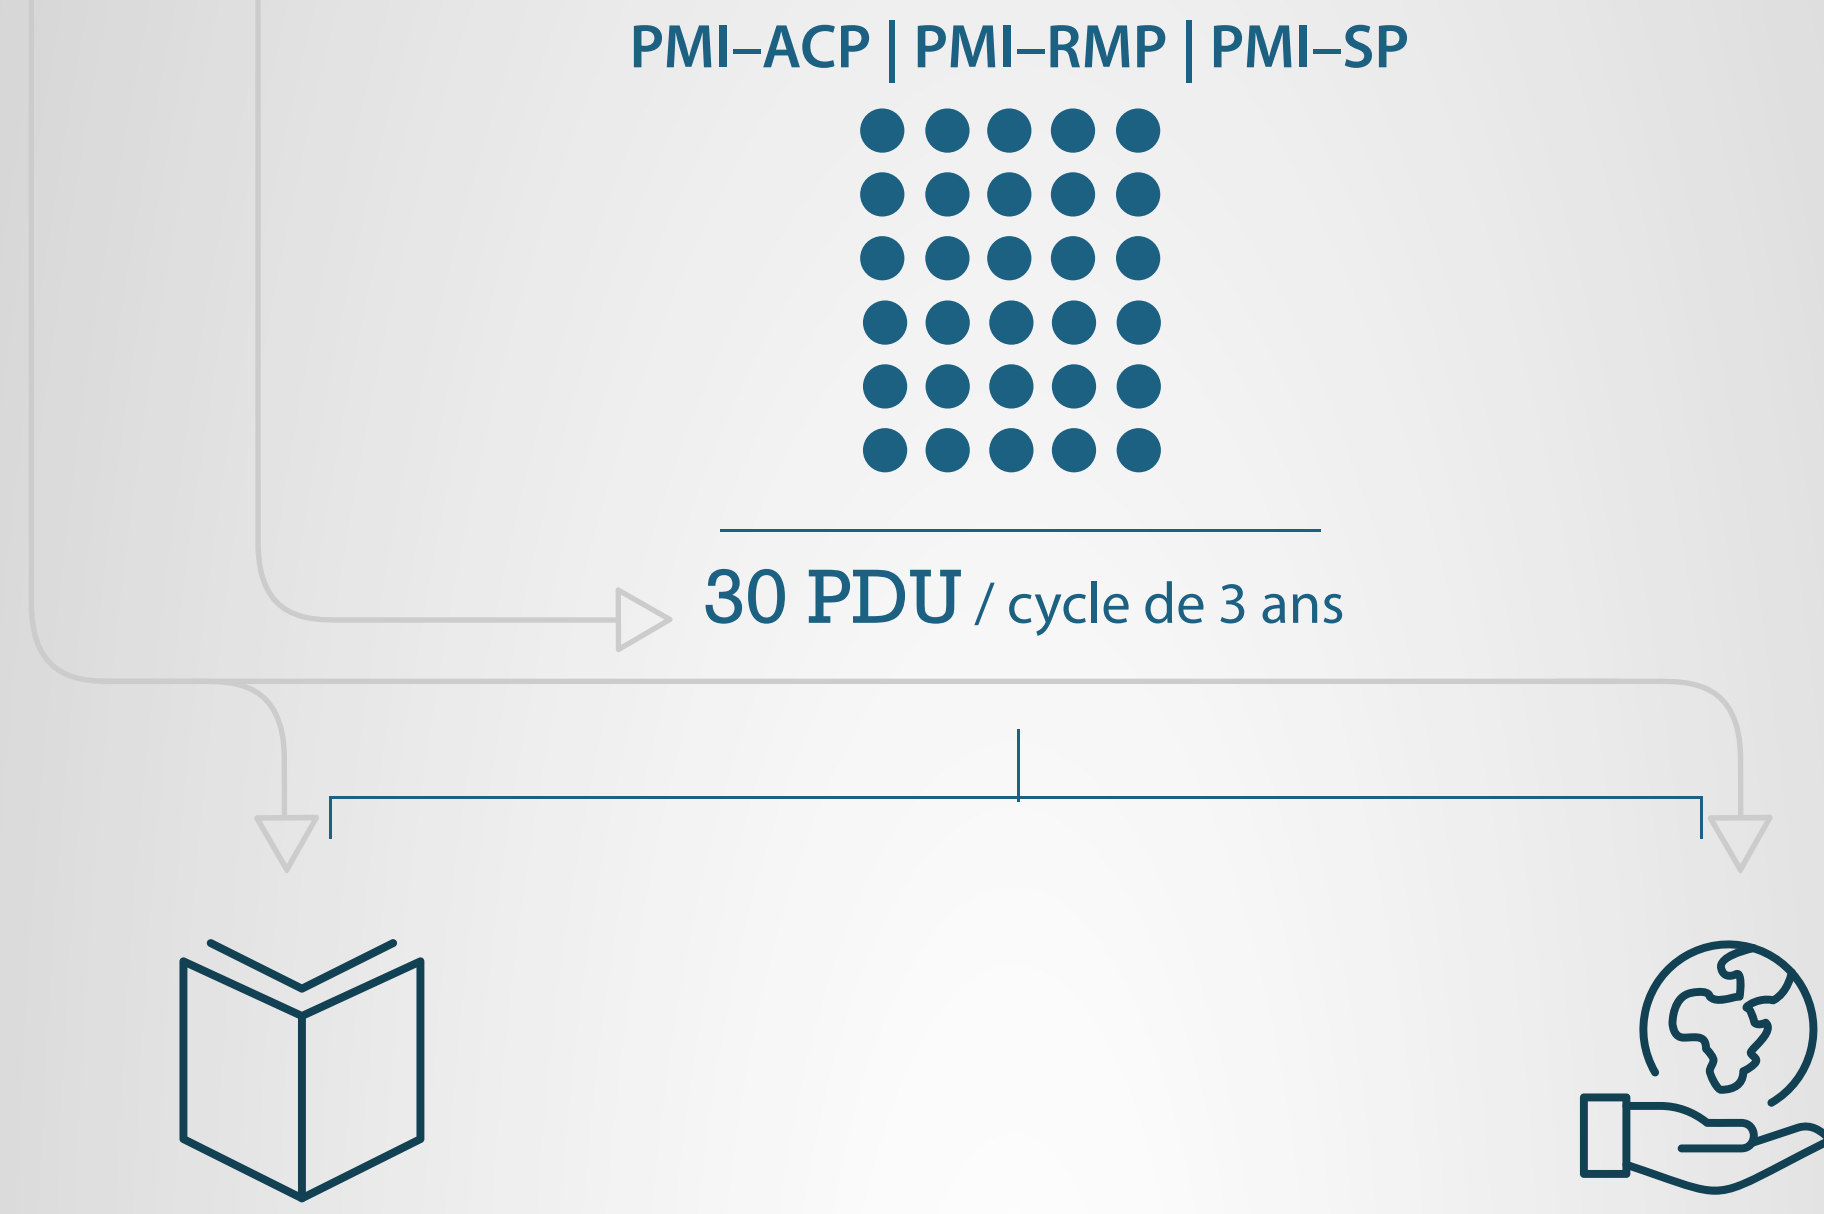 PMI–ACP | PMI–RMP | PMI–SP
30 PDU / cycle de 3 ans